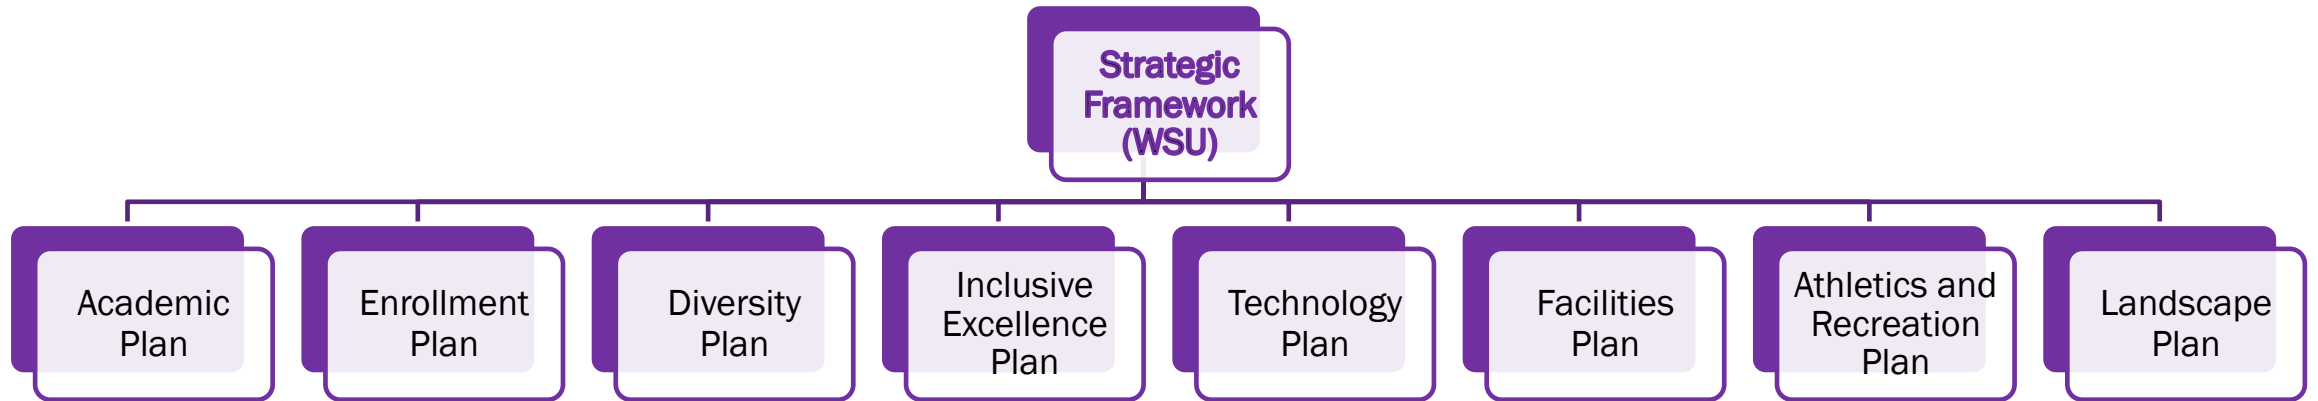 Strategic
Framework
(WSU)
Academic
Plan
Enrollment
Plan
Diversity
Plan
Inclusive
Excellence
Plan
Technology
Plan
Facilities
Plan
Athletics and
Recreation
Plan
Landscape
Plan